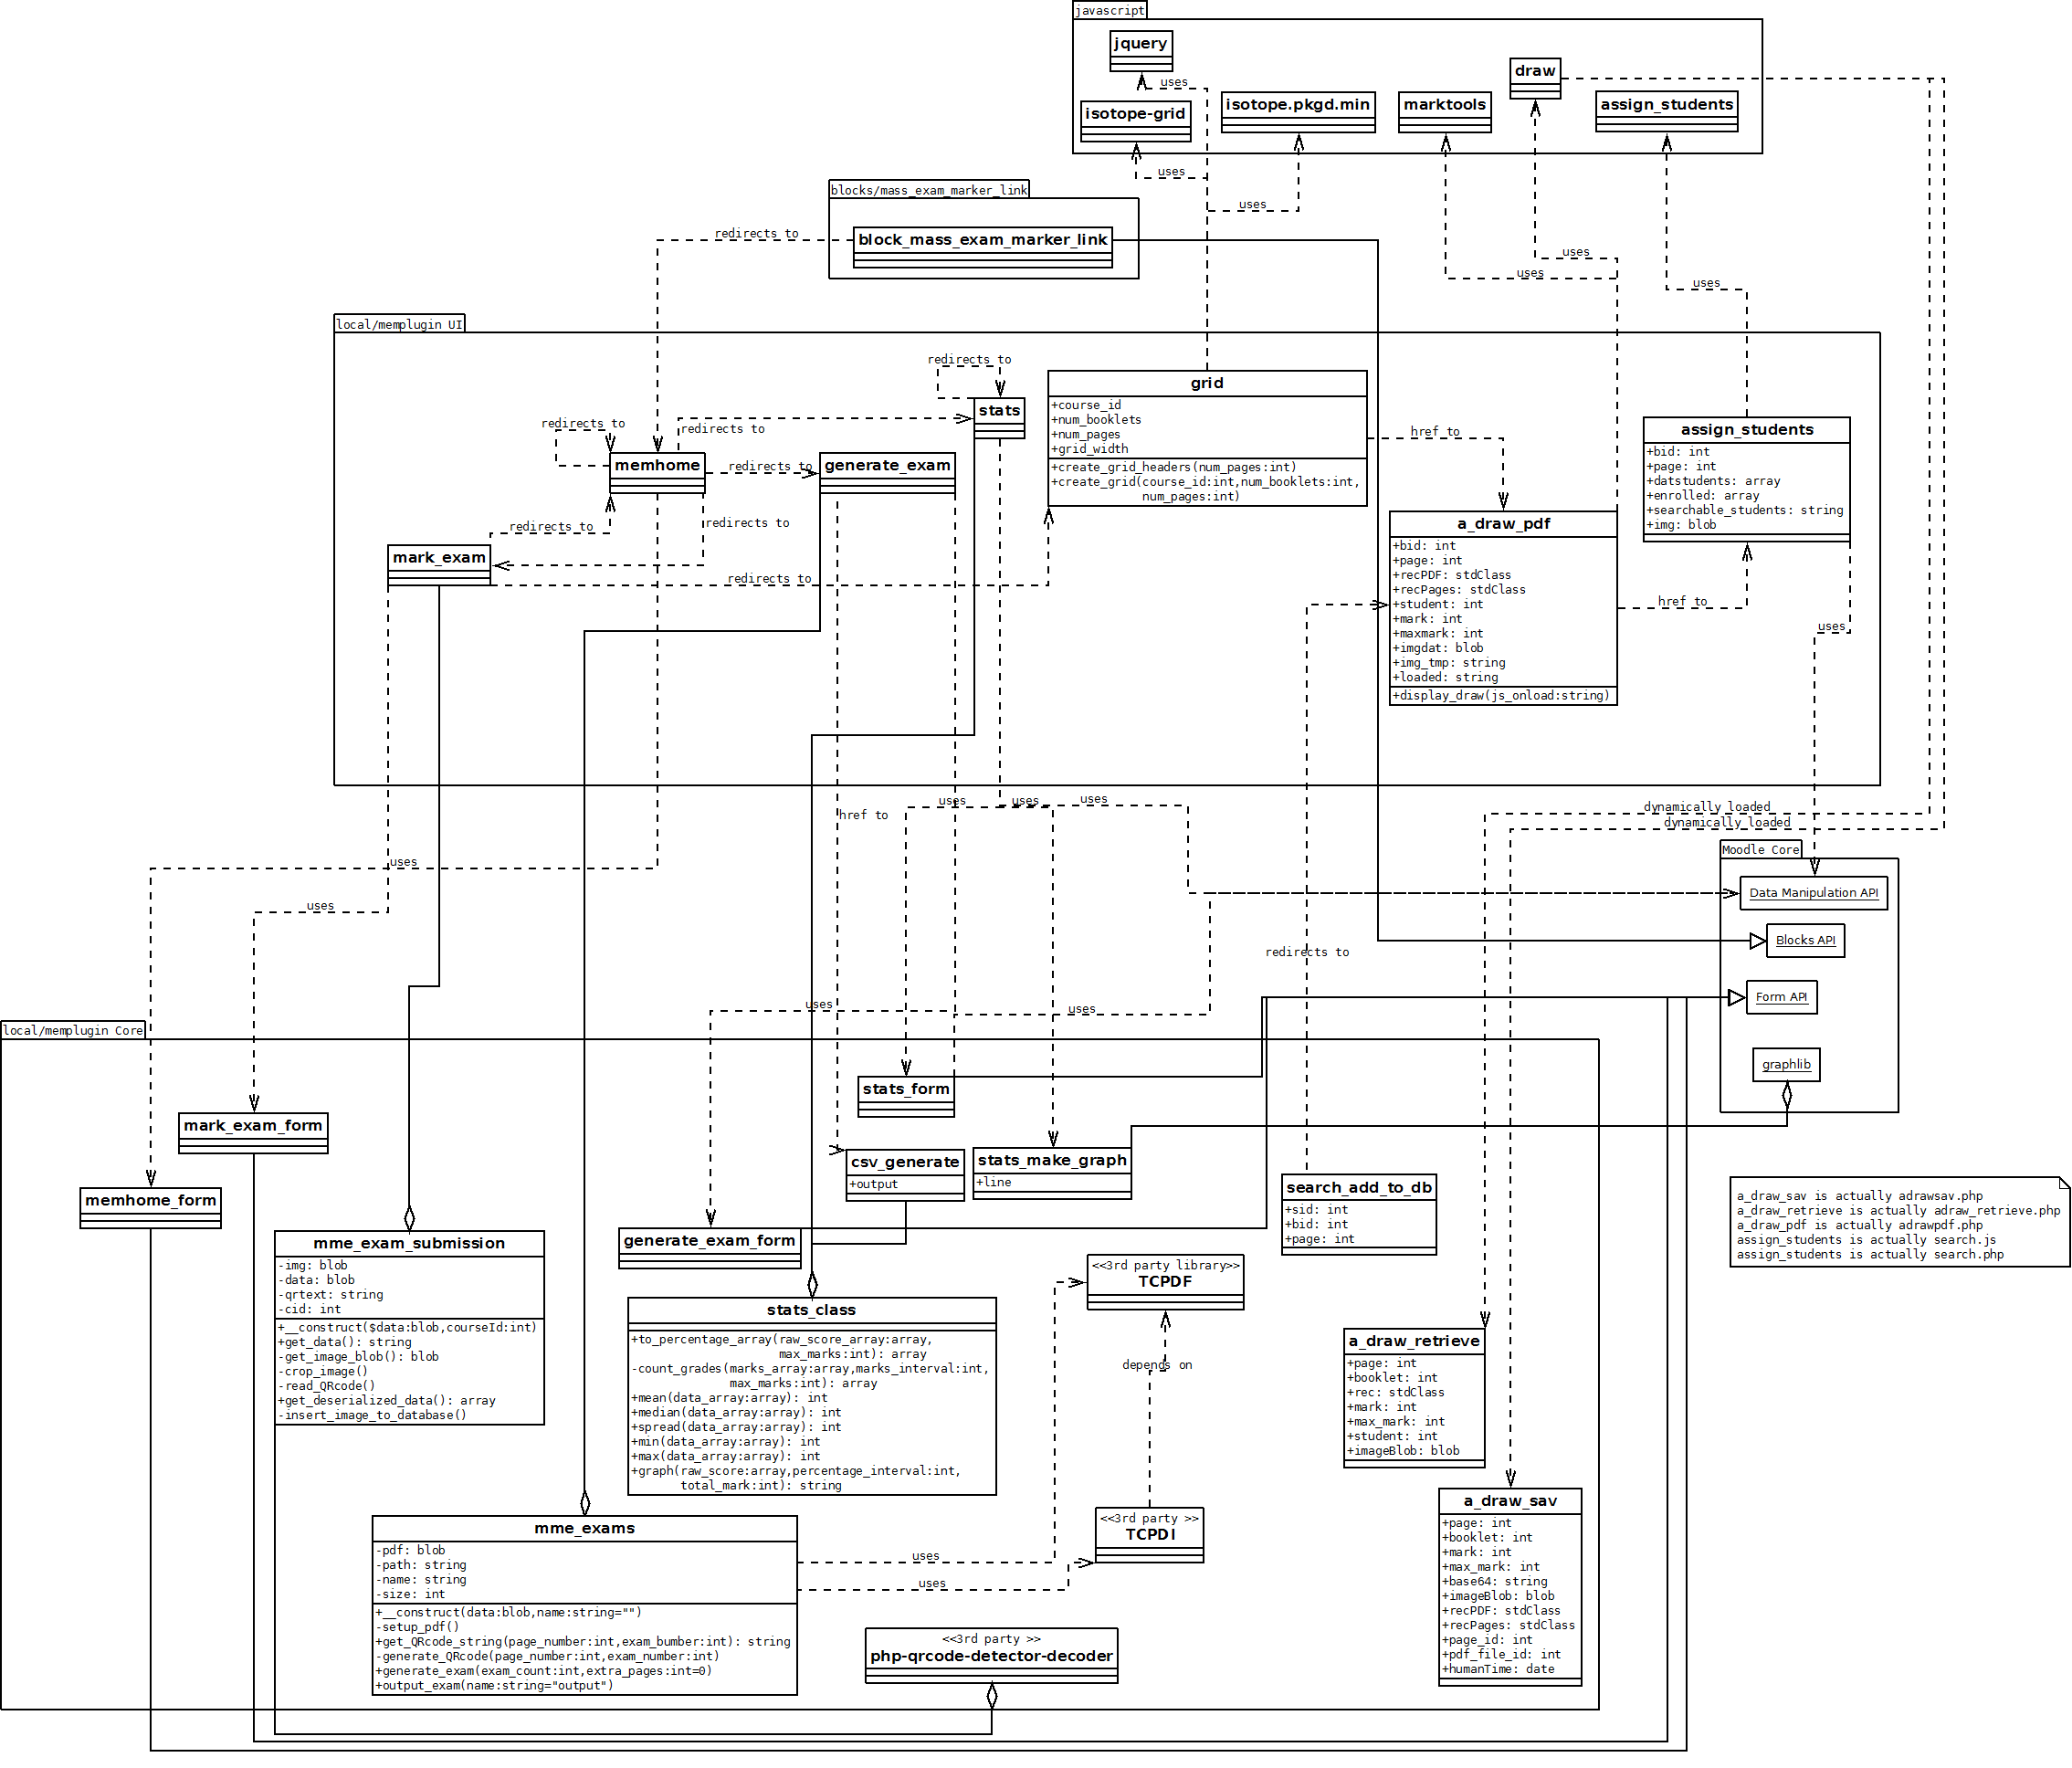 javascript
jquery
uses
draw
isotope-grid
isotope.pkgd.min
marktools
assign_students
uses
uses
blocks/mass_exam_marker_link
block_mass_exam_marker_link
redirects to
uses
uses
uses
local/memplugin UI
redirects to
stats
grid
+course_id
+num_booklets
+num_pages
+grid_width
+create_grid_headers(num_pages:int)
+create_grid(course_id:int,num_booklets:int,
num_pages:int)
redirects to
redirects to
memhome
redirects to
generate_exam
href to
assign_students
+bid: int
+page: int
+datstudents: array
+enrolled: array
+searchable_students: string
+img: blob
redirects to
redirects to
mark_exam
redirects to
a_draw_pdf
+bid: int
+page: int
+recPDF: stdClass
+recPages: stdClass
+student: int
+mark: int
+maxmark: int
+imgdat: blob
+img_tmp: string
+loaded: string
+display_draw(js_onload:string)
href to
uses
uses
uses
uses
href to
dynamically loaded
dynamically loaded
uses
uses
Moodle Core
Data Manipulation API
Blocks API
Form API
graphlib
redirects to
uses
uses
local/memplugin Core
stats_form
mark_exam_form
csv_generate
+output
stats_make_graph
+line
memhome_form
search_add_to_db
+sid: int
+bid: int
+page: int
a_draw_sav is actually adrawsav.php
a_draw_retrieve is actually adraw_retrieve.php
a_draw_pdf is actually adrawpdf.php
assign_students is actually search.js
assign_students is actually search.php
generate_exam_form
mme_exam_submission
-img: blob
-data: blob
-qrtext: string
-cid: int
+__construct($data:blob,courseId:int)
+get_data(): string
-get_image_blob(): blob
-crop_image()
-read_QRcode()
+get_deserialized_data(): array
-insert_image_to_database()
<<3rd party library>>
TCPDF
stats_class
+to_percentage_array(raw_score_array:array,
max_marks:int): array
-count_grades(marks_array:array,marks_interval:int,
max_marks:int): array
+mean(data_array:array): int
+median(data_array:array): int
+spread(data_array:array): int
+min(data_array:array): int
+max(data_array:array): int
+graph(raw_score:array,percentage_interval:int,
total_mark:int): string
depends on
a_draw_retrieve
+page: int
+booklet: int
+rec: stdClass
+mark: int
+max_mark: int
+student: int
+imageBlob: blob
<<3rd party >>
TCPDI
a_draw_sav
+page: int
+booklet: int
+mark: int
+max_mark: int
+base64: string
+imageBlob: blob
+recPDF: stdClass
+recPages: stdClass
+page_id: int
+pdf_file_id: int
+humanTime: date
mme_exams
-pdf: blob
-path: string
-name: string
-size: int
+__construct(data:blob,name:string="")
-setup_pdf()
+get_QRcode_string(page_number:int,exam_bumber:int): string
-generate_QRcode(page_number:int,exam_number:int)
+generate_exam(exam_count:int,extra_pages:int=0)
+output_exam(name:string="output")
uses
uses
<<3rd party >>
php-qrcode-detector-decoder